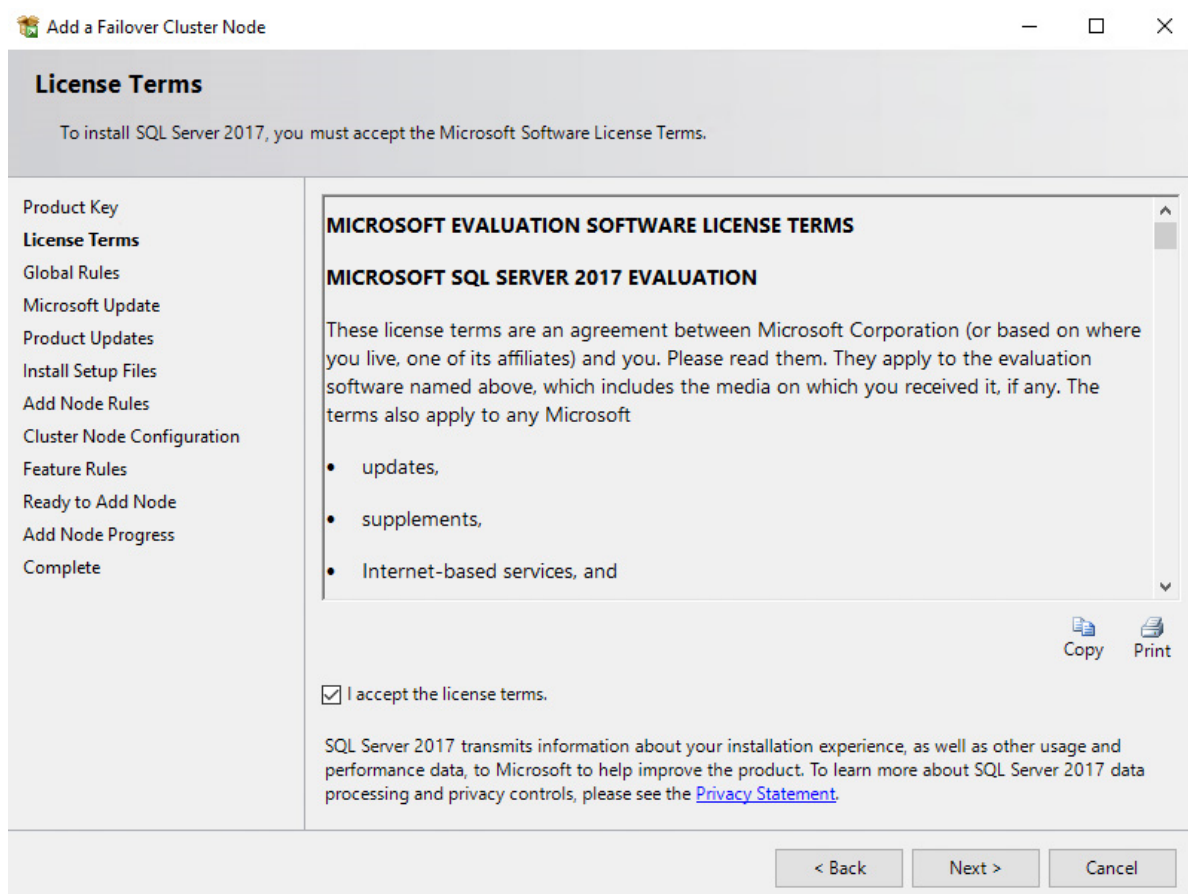 Add a Failover Cluster Node
License Terms
To install SQL Server 2017, you must accept the Microsoft Software License Terms.
Product Key
License Terms
Global Rules
Microsoft Update
Product Updates
Install Setup Files
Add Node Rules
Cluster Node Configuration
Feature Rules
Ready to Add Node
Add Node Progress
Complete
MICROSOFT EVALUATION SOFTWARE LICENSE TERMS
MICROSOFT SQL SERVER 2017 EVALUATION
These license terms are an agreement between Microsoft Corporation (or based on where
you live, one of its affiliates) and you. Please read them. They apply to the evaluation
software named above, which includes the media on which you received it, if any. The
terms also apply to any Microsoft
• updates,
• supplements,
• Internet-based services, and
Copy Print
I accept the license terms.
SQL Server 2017 transmits information about your installation experience, as well as other usage and
performance data, to Microsoft to help improve the product. To learn more about SQL Server 2017 data
processing and privacy controls, please see the Privacy Statement.
< Back Next > Cancel